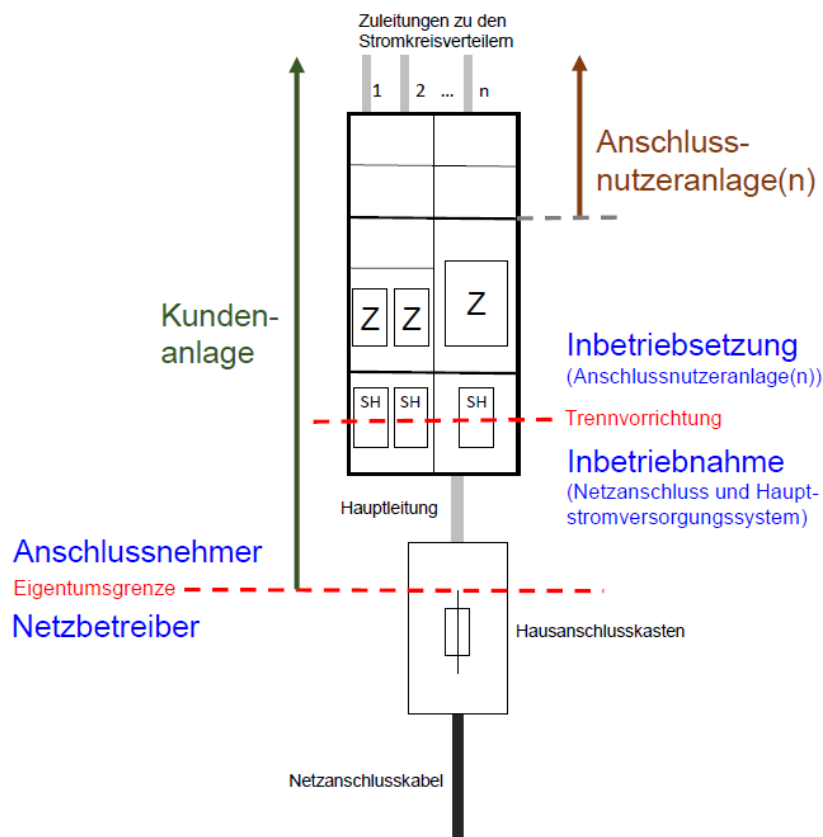 Zuleitungen zu den
Stromkreisverteilern
1 2 ... n
Anschluss-
nutzeranlage(n)
Kunden-
anlage
Z Z Z
Inbetriebsetzung
(Anschlussnutzeranlage(n))
SH SH SH
Trennvorrichtung
Inbetriebnahme
(Netzanschluss und Haupt-
stromversorgungssystem)
Hauptleitung
Anschlussnehmer
Eigentumsgrenze
Netzbetreiber
Hausanschlusskasten
Netzanschlusskabel